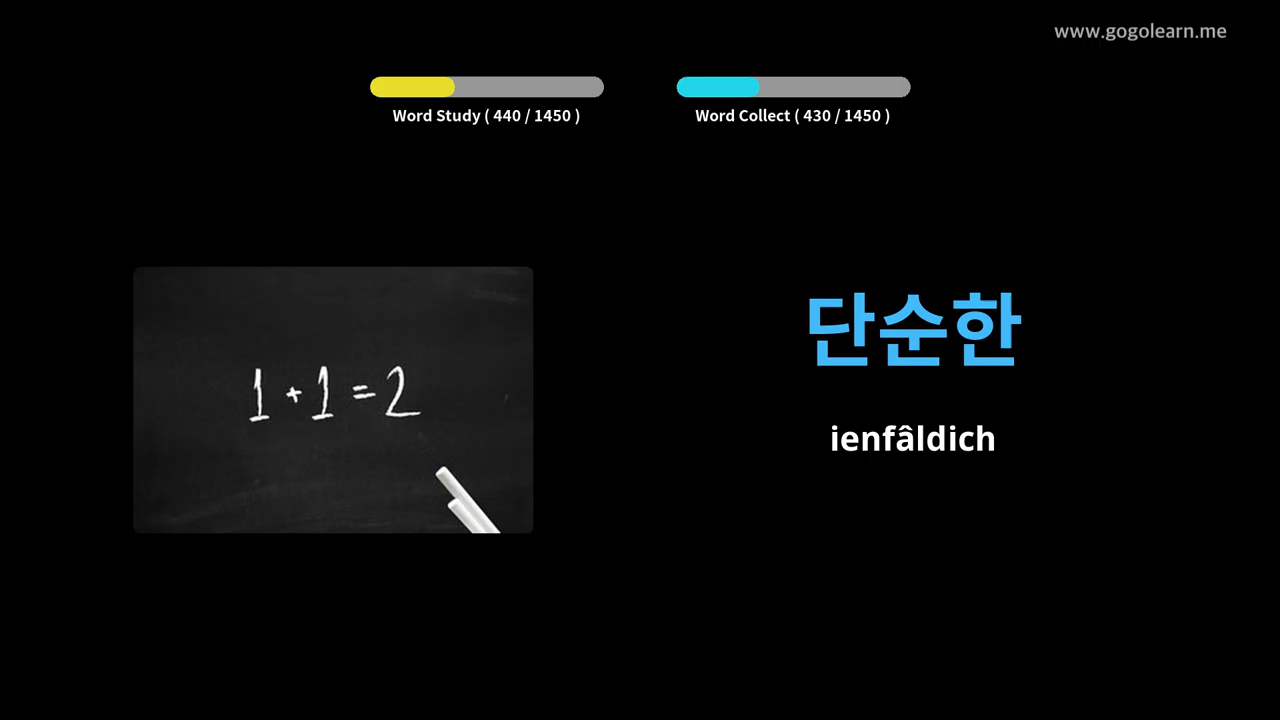 www.gogolearn.me
Word Study ( 440 / 1450 )
Word Collect ( 430 / 1450 )
1 + 1 = 2
단순한
ienfâldich